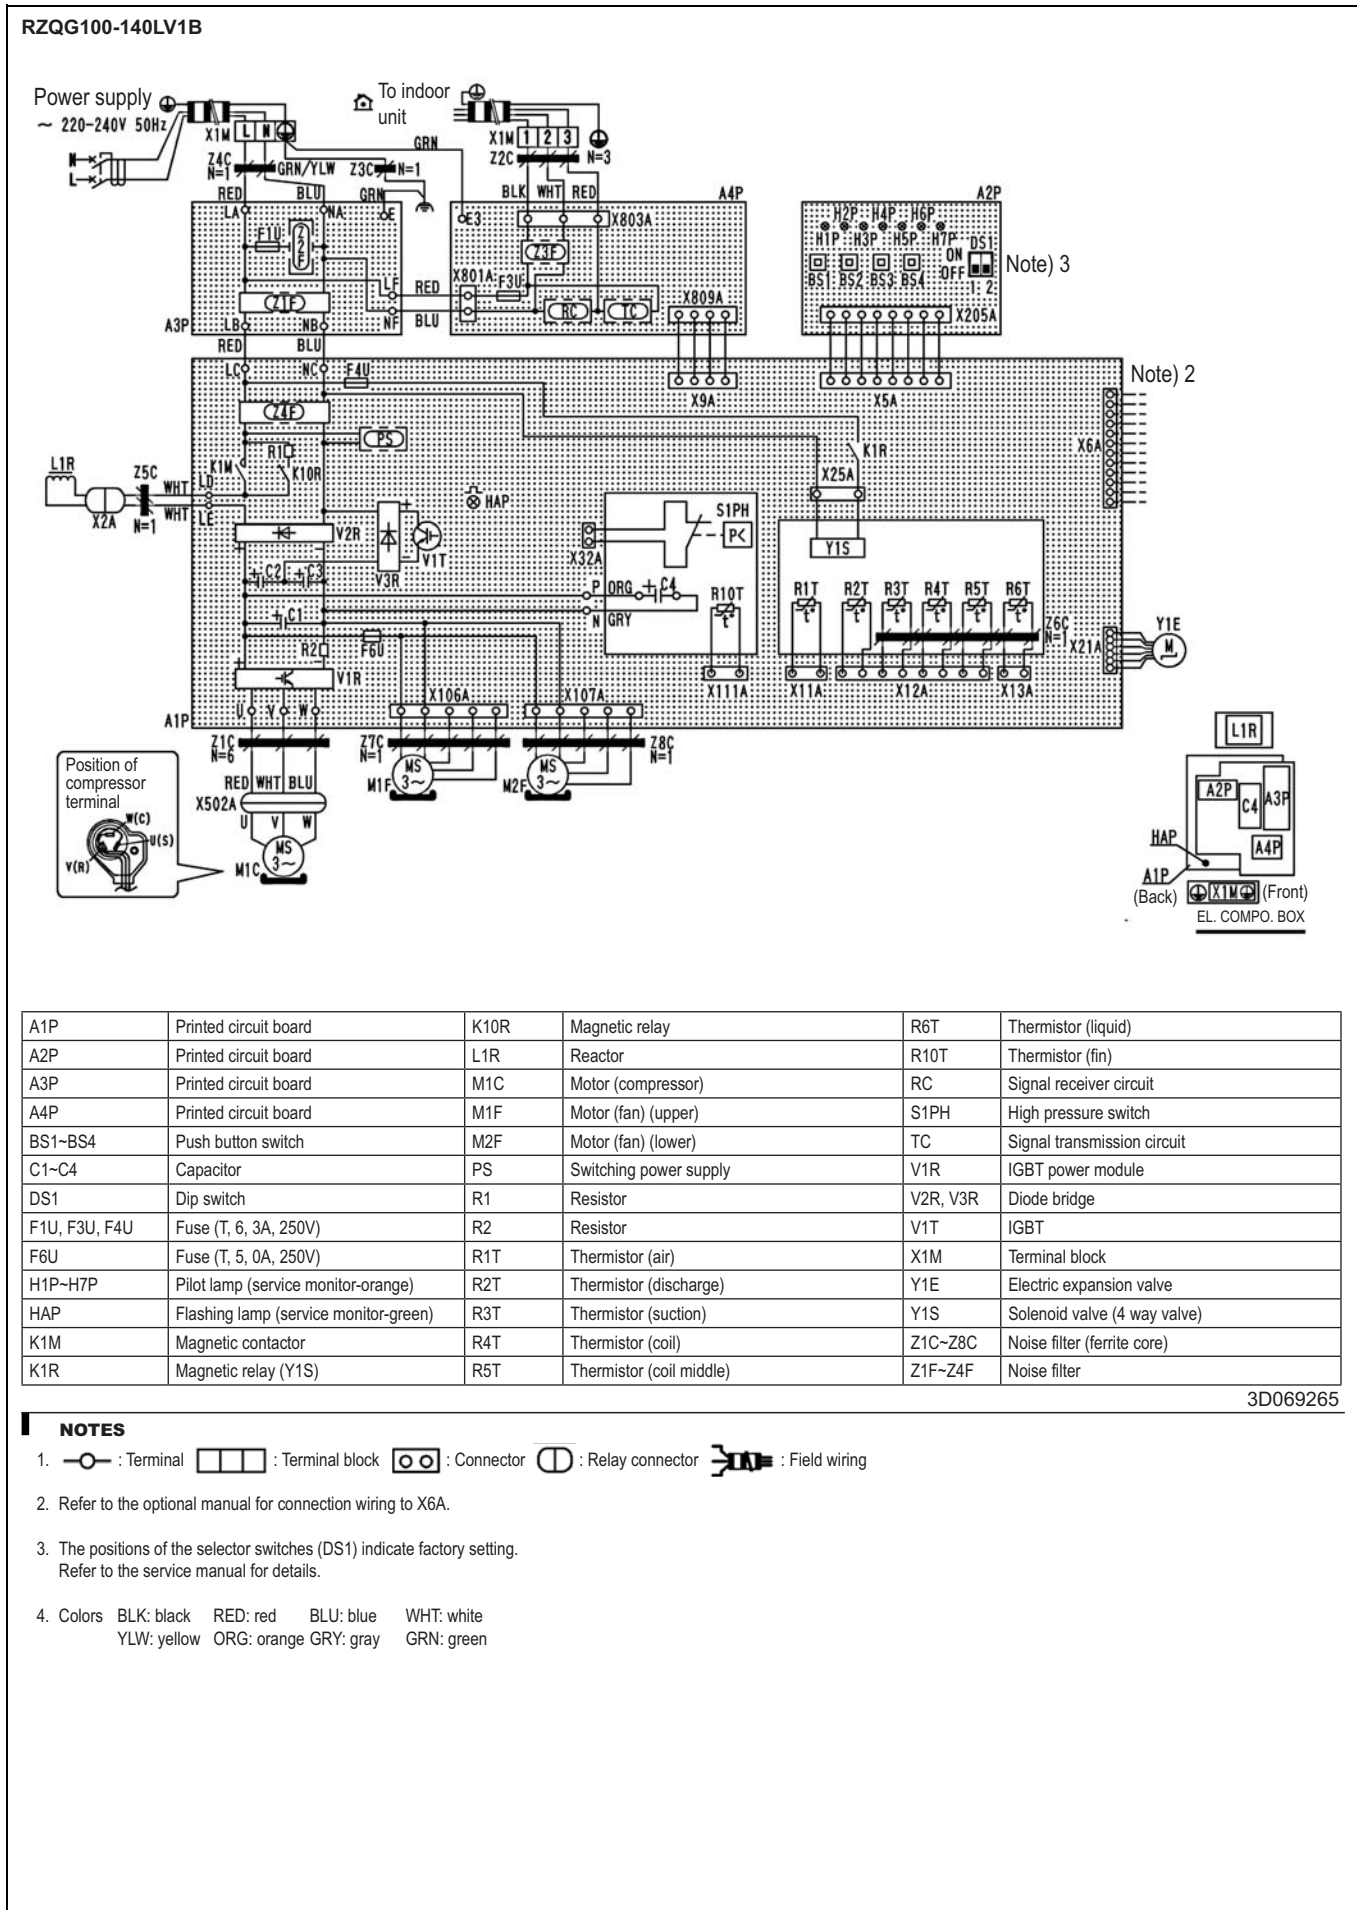 RZQG100-140LV1B
Power supply
~ 220-240V 50Hz
To indoor
unit
X1M L N
X1M 1 2 3
N
L
Z4C
N=1
GRN/YLW
Z3C
N=1
GRN
Z2C
N=3
RED BLU GRN
BLK WHT RED
A4P
A2P
LA NA E
E3
X803A
F1U
Z2F
Z3F
H2P H4P H6P
H1P H3P H5P H7P
DS1
ON
OFF
1 2
Note) 3
BS1 BS2 BS3 BS4
LF RED
X801A
F3U
NF BLU
RC
TC
X809A
X205A
Z1F
A3P
LB NB
RED BLU
LC NC
F4U
X9A
X5A
Note) 2
Z4F
PS
R1
K1M
K10R
K1R
X25A
X6A
L1R
Z5C
WHT LD
WHT LE
X2A
N=1
HAP
S1PH
P<
X32A
Y1S
V2R
V3R
V1T
C2 C3
P ORG C4
N GRY
R10T
t°
R1T R2T R3T R4T R5T R6T
t° t° t° t° t° t°
Z6C
N=1
C1
R2
F6U
X21A
Y1E
M
V1R
X111A
X11A
X12A
X13A
X106A
X107A
U V W
A1P
Z1C
N=6
Z7C
N=1
Z8C
N=1
MS
3~
M1F
MS
3~
M2F
RED WHT BLU
X502A
U V W
MS
3~
M1C
Position of
compressor
terminal
W(C)
U(S)
V(R)
L1R
A2P
C4
A3P
A4P
HAP
A1P
(Back)
X1M
(Front)
EL. COMPO. BOX
A1P Printed circuit board K10R Magnetic relay R6T Thermistor (liquid)
A2P Printed circuit board L1R Reactor R10T Thermistor (fin)
A3P Printed circuit board M1C Motor (compressor) RC Signal receiver circuit
A4P Printed circuit board M1F Motor (fan) (upper) S1PH High pressure switch
BS1~BS4 Push button switch M2F Motor (fan) (lower) TC Signal transmission circuit
C1~C4 Capacitor PS Switching power supply V1R IGBT power module
DS1 Dip switch R1 Resistor V2R, V3R Diode bridge
F1U, F3U, F4U Fuse (T, 6, 3A, 250V) R2 Resistor V1T IGBT
F6U Fuse (T, 5, 0A, 250V) R1T Thermistor (air) X1M Terminal block
H1P~H7P Pilot lamp (service monitor-orange) R2T Thermistor (discharge) Y1E Electric expansion valve
HAP Flashing lamp (service monitor-green) R3T Thermistor (suction) Y1S Solenoid valve (4 way valve)
K1M Magnetic contactor R4T Thermistor (coil) Z1C~Z8C Noise filter (ferrite core)
K1R Magnetic relay (Y1S) R5T Thermistor (coil middle) Z1F~Z4F Noise filter
3D069265
NOTES
1. : Terminal : Terminal block : Connector : Relay connector : Field wiring
2. Refer to the optional manual for connection wiring to X6A.
3. The positions of the selector switches (DS1) indicate factory setting.
Refer to the service manual for details.
4. Colors BLK: black RED: red BLU: blue WHT: white
YLW: yellow ORG: orange GRY: gray GRN: green